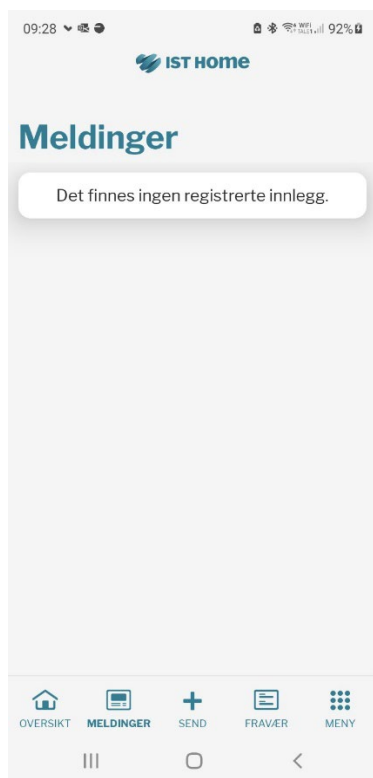 09:28 92%
IST Home
Meldinger
Det finnes ingen registrerte innlegg.
OVERSIKT MELDINGER SEND FRAVÆR MENY